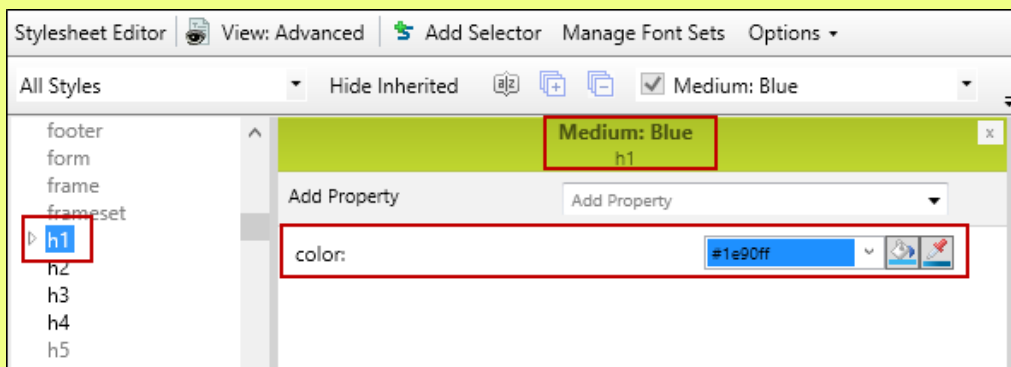 Stylesheet Editor View: Advanced Add Selector Manage Font Sets Options
All Styles Hide Inherited a|z Medium: Blue
footer
form
frame
frameset
h1
h2
h3
h4
h5
Medium: Blue
h1
x
Add Property Add Property
color: #1e90ff